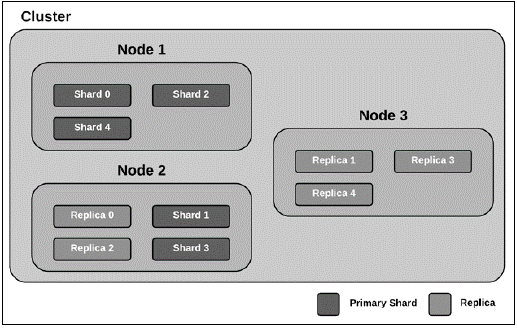 Cluster
Node 1
Shard 0
Shard 2
Shard 4
Node 2
Replica 0
Shard 1
Replica 2
Shard 3
Node 3
Replica 1
Replica 3
Replica 4
Primary Shard
Replica